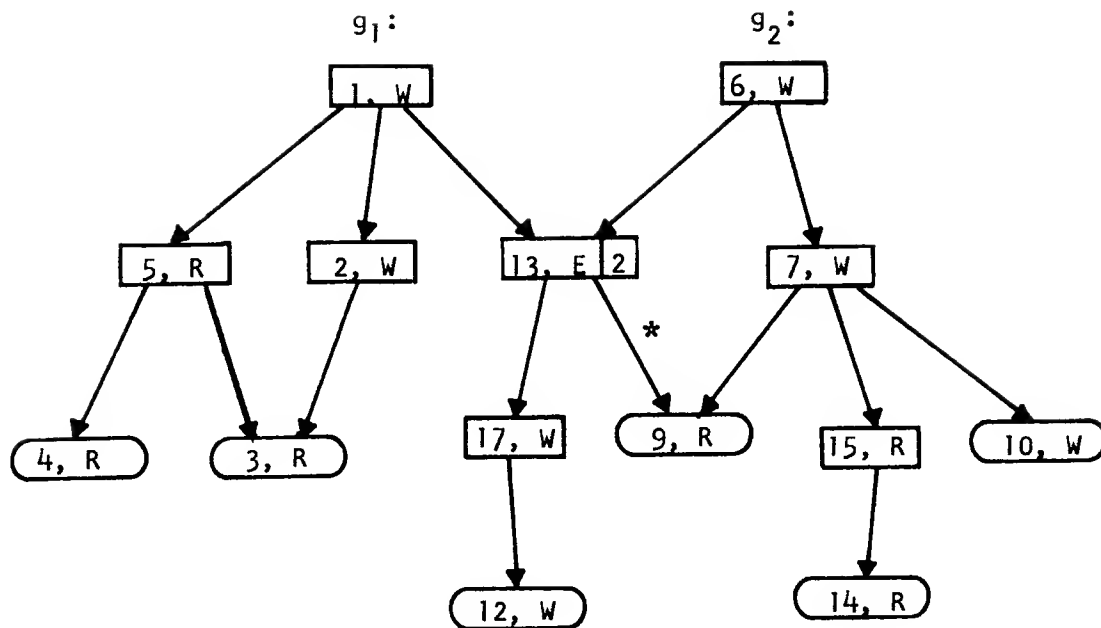 g1: g2:
1, W 6, W
5, R 2, W 13, E 2 7, W
*
4, R 3, R 17, W 9, R 15, R 10, W
12, W 14, R